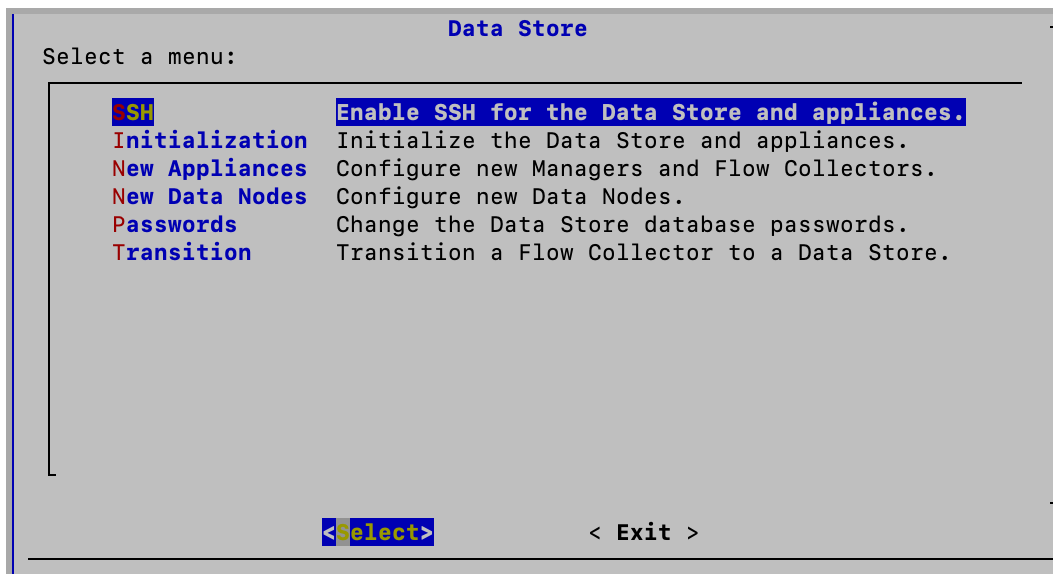 Data Store
Select a menu:
SSH Enable SSH for the Data Store and appliances.
Initialization Initialize the Data Store and appliances.
New Appliances Configure new Managers and Flow Collectors.
New Data Nodes Configure new Data Nodes.
Passwords Change the Data Store database passwords.
Transition Transition a Flow Collector to a Data Store.
<Select> < Exit >